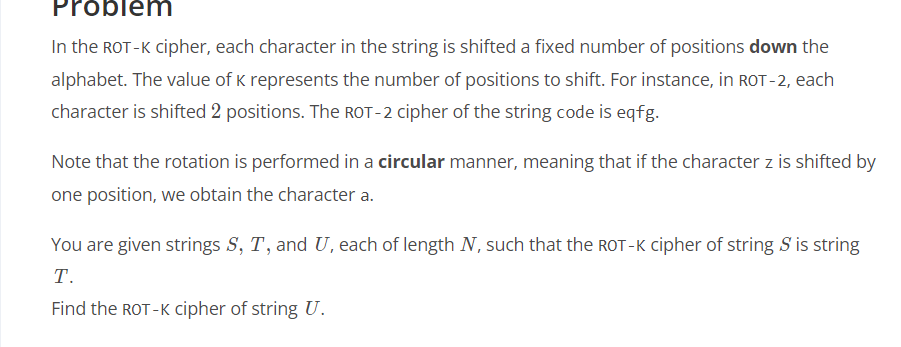 Problem
In the ROT-K cipher, each character in the string is shifted a fixed number of positions down the
alphabet. The value of K represents the number of positions to shift. For instance, in ROT-2, each
character is shifted 2 positions. The ROT-2 cipher of the string code is eqfg.
Note that the rotation is performed in a circular manner, meaning that if the character z is shifted by
one position, we obtain the character a.
You are given strings S, T, and U, each of length N, such that the ROT-K cipher of string S is string
T.
Find the ROT-K cipher of string U.